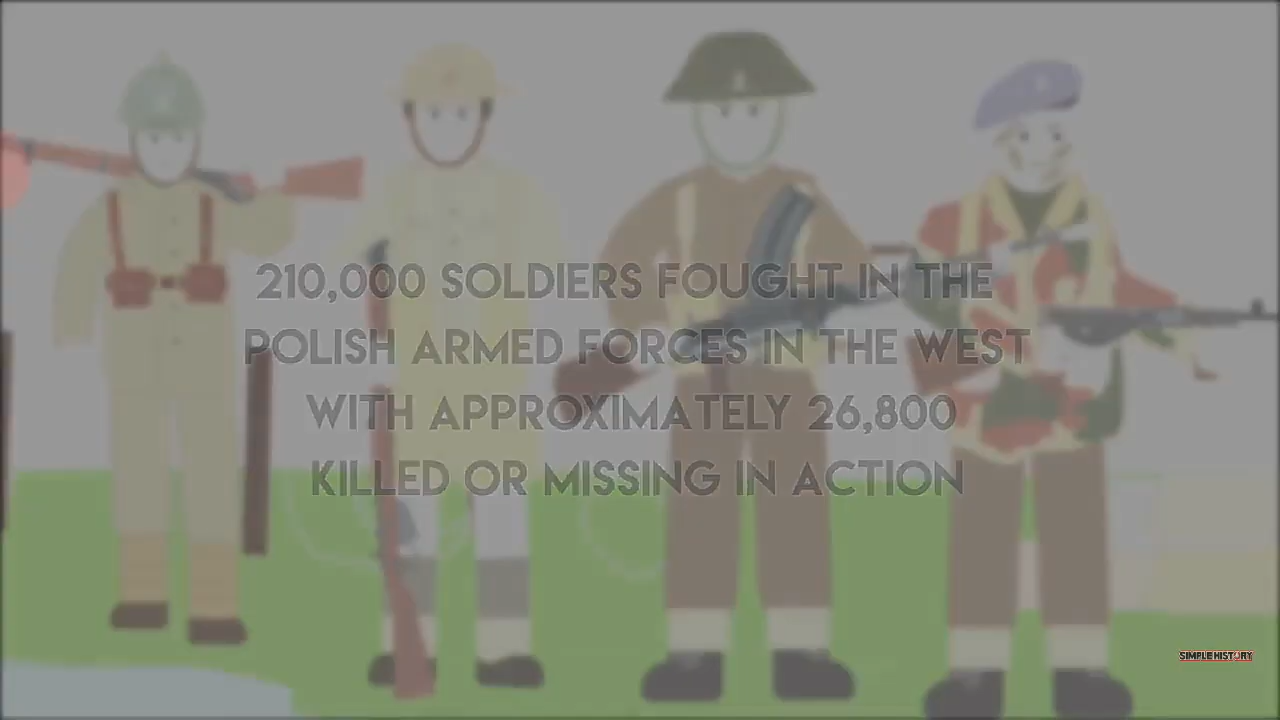 210,000 SOLDIERS FOUGHT IN THE
POLISH ARMED FORCES IN THE WEST
WITH APPROXIMATELY 26,800
KILLED OR MISSING IN ACTION
SIMPLE HISTORY